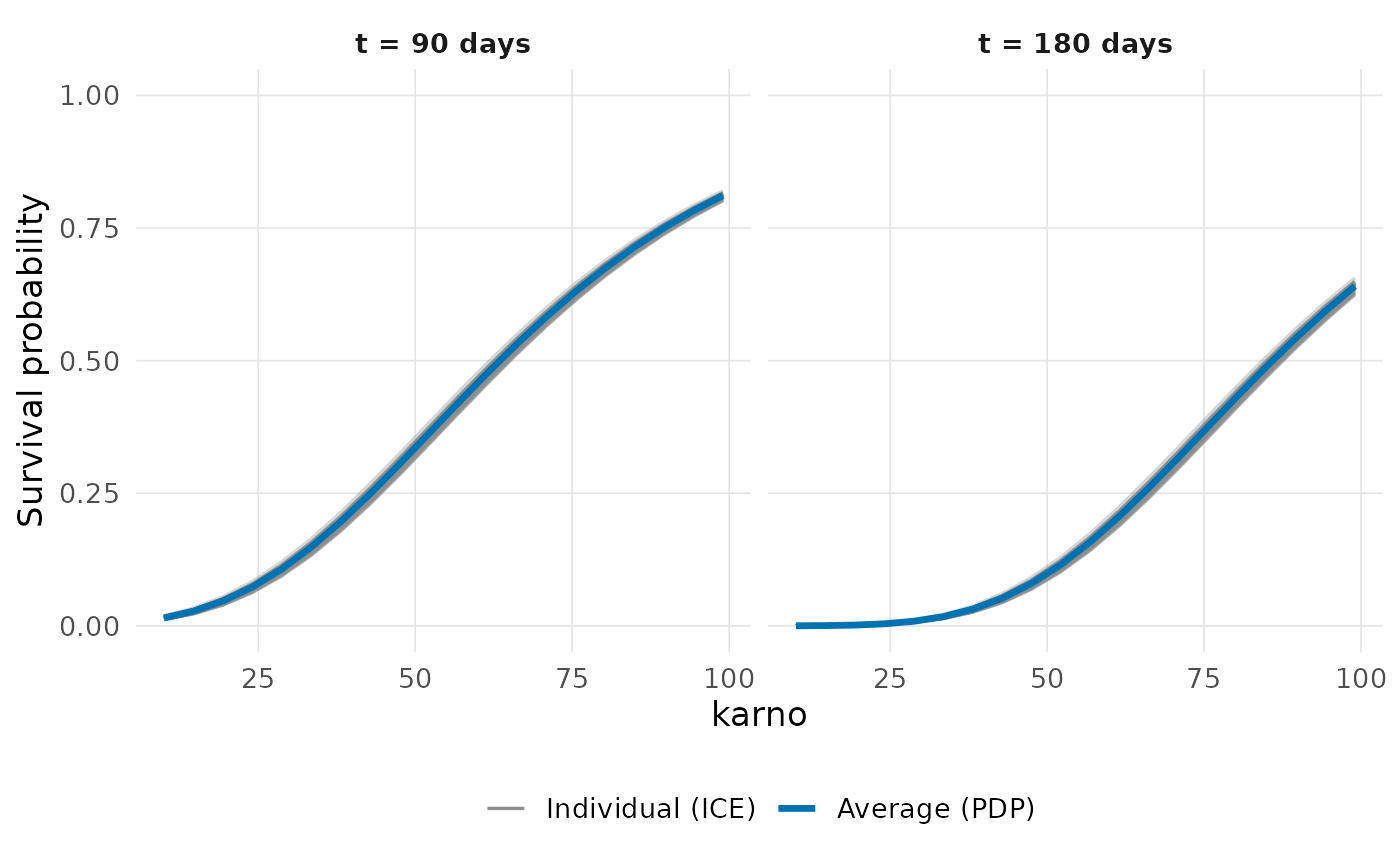 t = 90 days
t = 180 days
1.00
0.75
0.50
0.25
0.00
Survival probability
25 50 75 100
25 50 75 100
karno
Individual (ICE) Average (PDP)